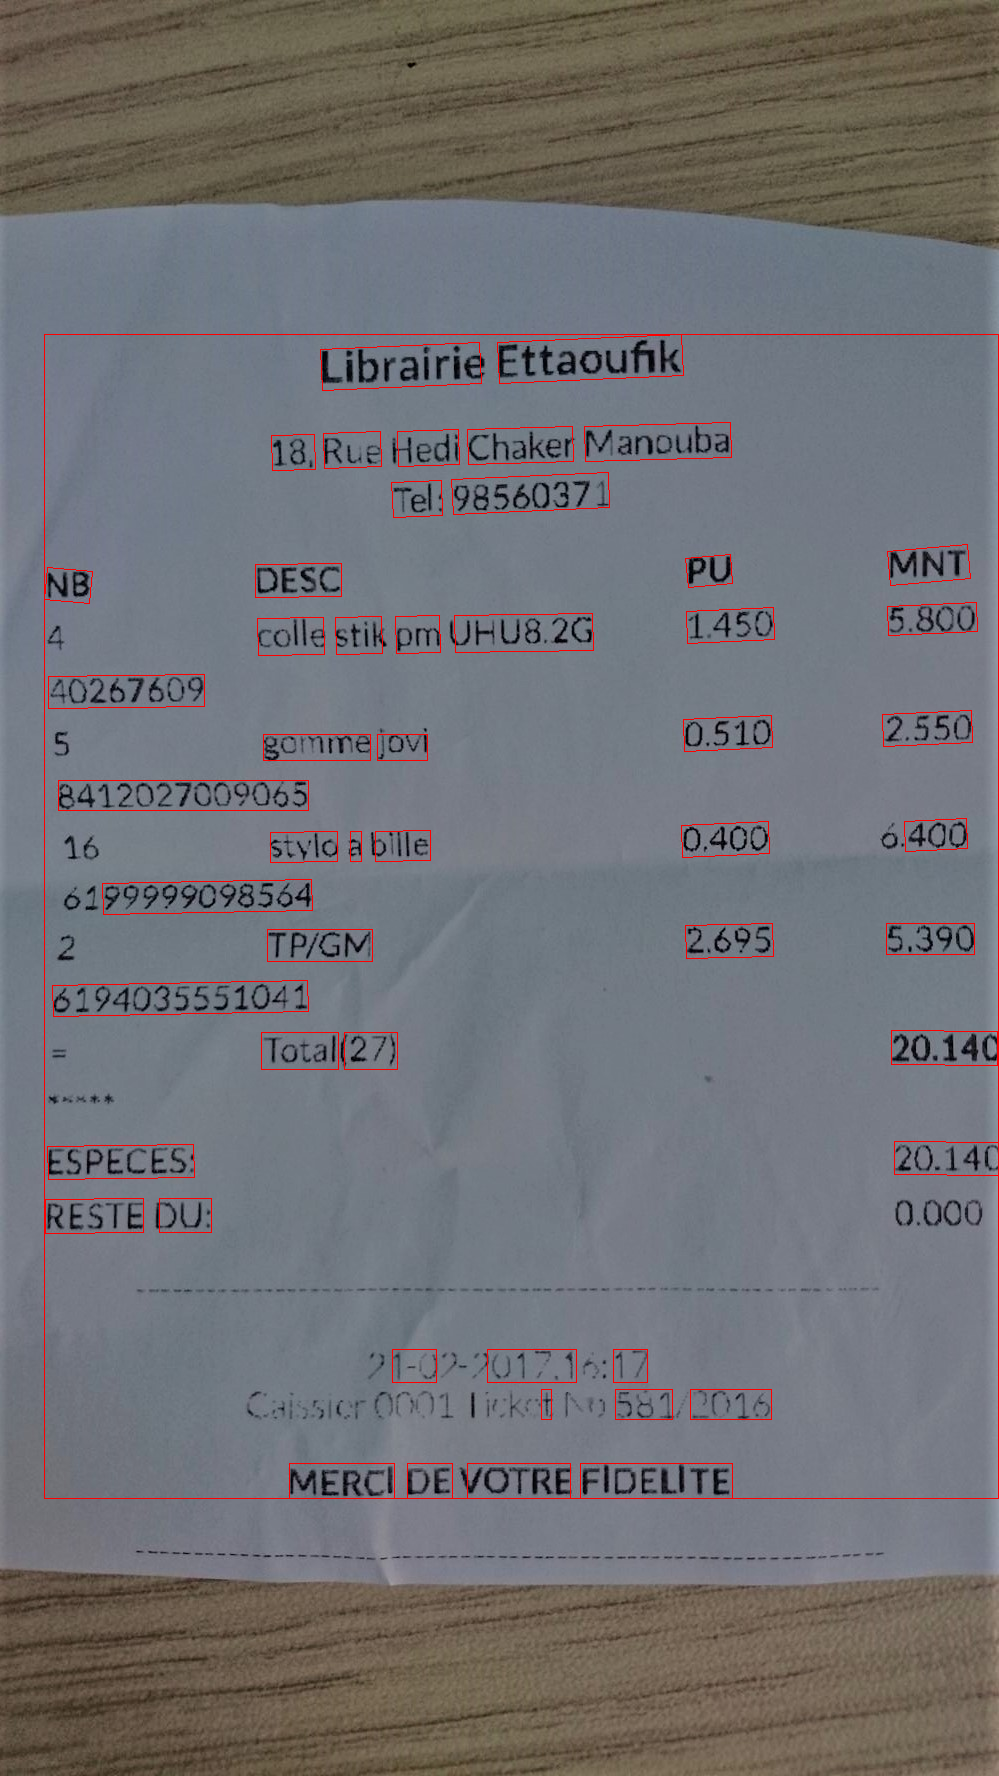 Librairie Ettaoufik
18, Rue Hedi Chaker Manouba
Tel: 98560371
NB DESC PU MNT
4 colle stik pm UHU8.2G 1.450 5.800
40267609
5 gomme jovi 0.510 2.550
8412027009065
16 stylo a bille 0.400 6.400
6199999098564
2 TP/GM 2.695 5.390
6194035551041
= Total(27) 20.140
*****
ESPECES: 20.140
RESTE DU: 0.000
21-02-2017,16:17
Caissier 0001 Ticket No 581/2016
MERCI DE VOTRE FIDELITE